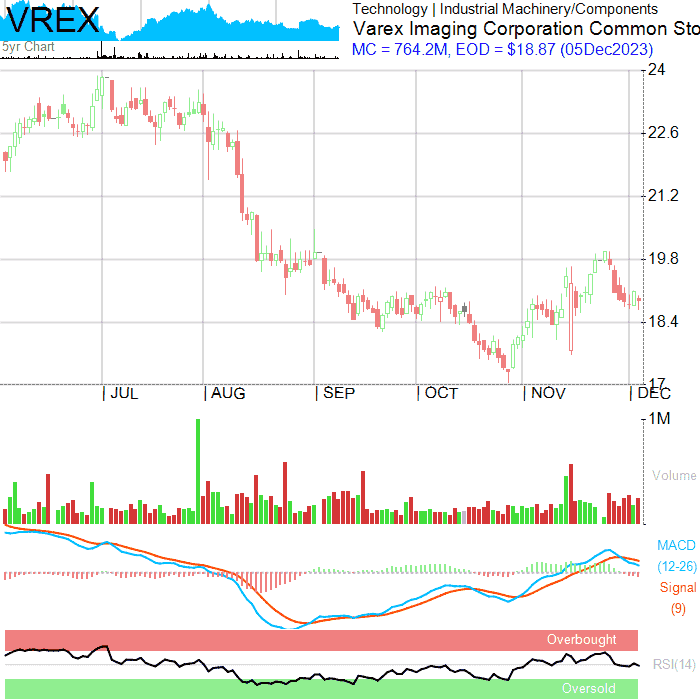 VREX
5yr Chart
Technology | Industrial Machinery/Components
Varex Imaging Corporation Common Sto
MC = 764.2M, EOD = $18.87 (05Dec2023)
24
22.6
21.2
19.8
18.4
17
| JUL | AUG | SEP | OCT | NOV | DEC
1M
Volume
MACD
(12-26)
Signal
(9)
Overbought
RSI(14)
Oversold